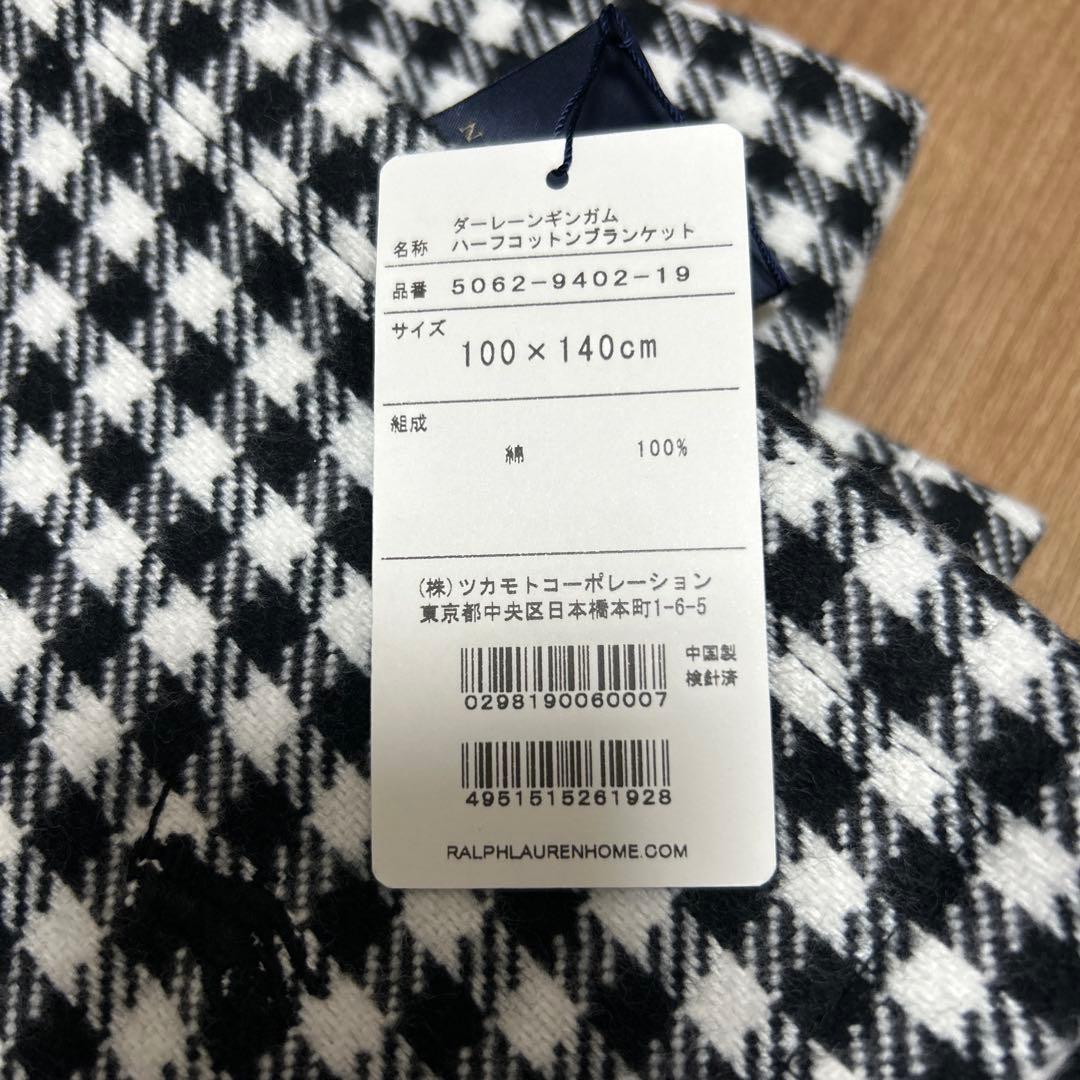 ダーレーンギンガム
名称 ハーフコットンブランケット
品番 5062-9402-19
サイズ 100×140cm
組成
綿 100%
(株)ツカモトコーポレーション
東京都中央区日本橋本町1-6-5
中国製
検針済
0298190060007
4951515261928
RALPHLAURENHOME.COM